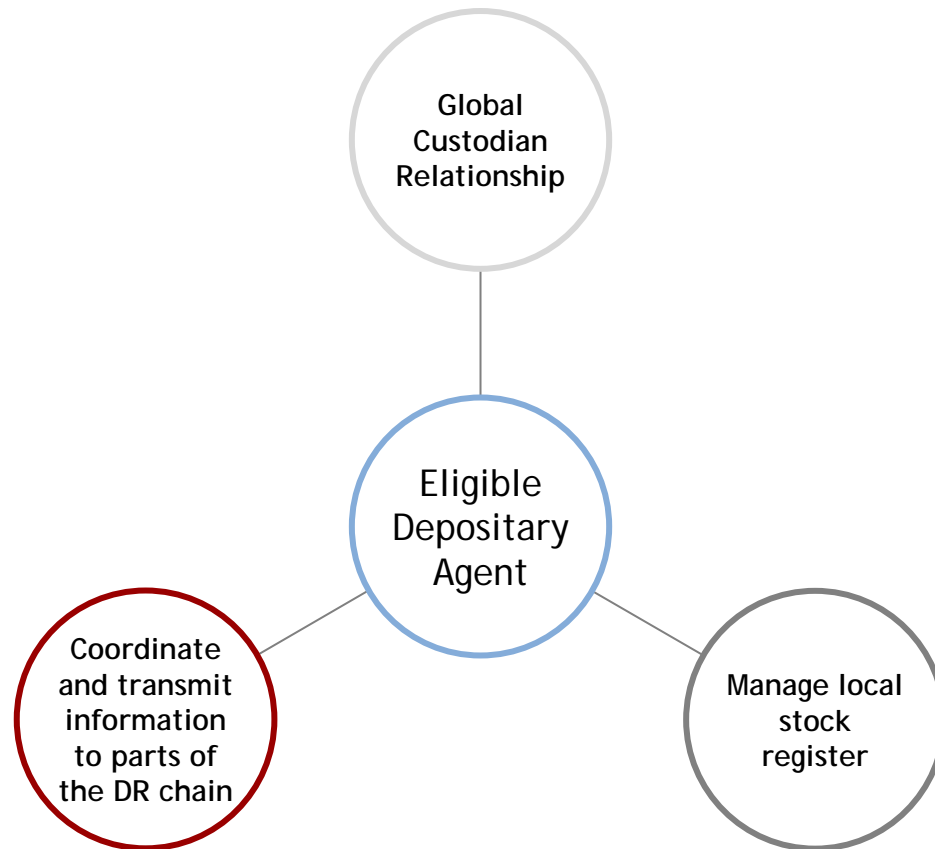 Global
Custodian
Relationship
Eligible
Depositary
Agent
Coordinate
and transmit
information
to parts of
the DR chain
Manage local
stock
register